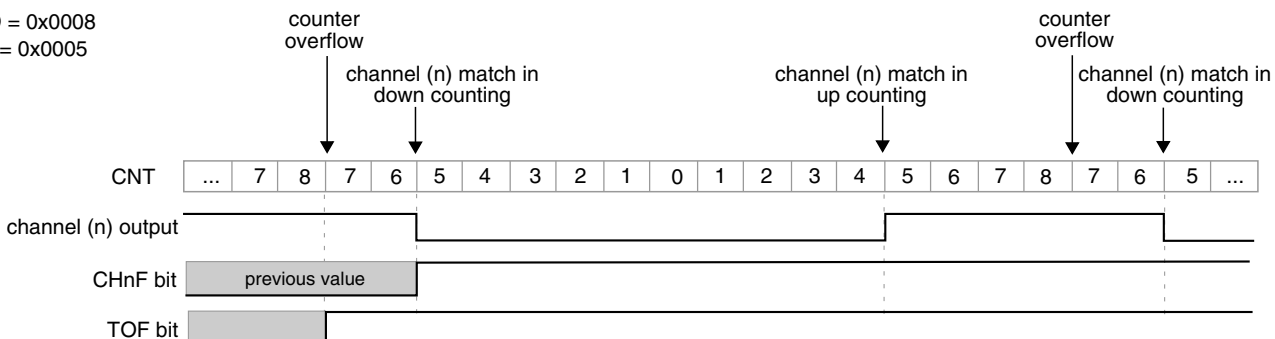 = 0x0008
= 0x0005
counter
overflow
channel (n) match in
down counting
channel (n) match in
up counting
counter
overflow
channel (n) match in
down counting
CNT ... 7 8 7 6 5 4 3 2 1 0 1 2 3 4 5 6 7 8 7 6 5 ...
channel (n) output
CHnF bit previous value
TOF bit